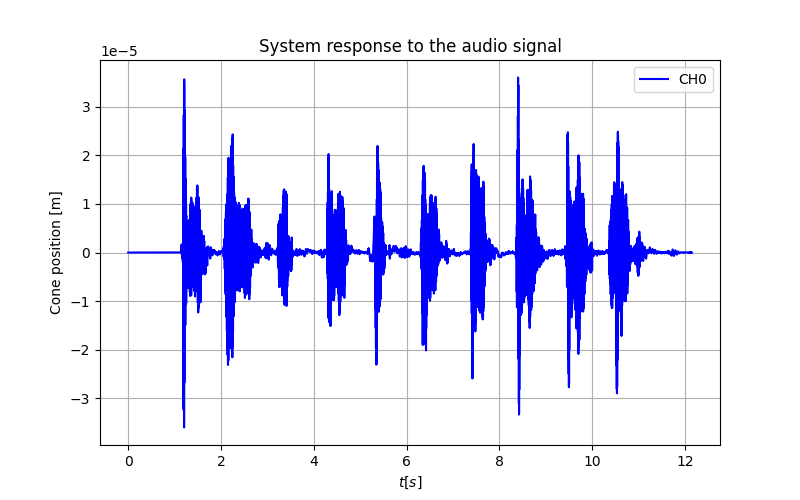 System response to the audio signal
1e−5
CH0
3
2
1
0
−1
−2
−3
Cone position [m]
0 2 4 6 8 10 12
t[s]